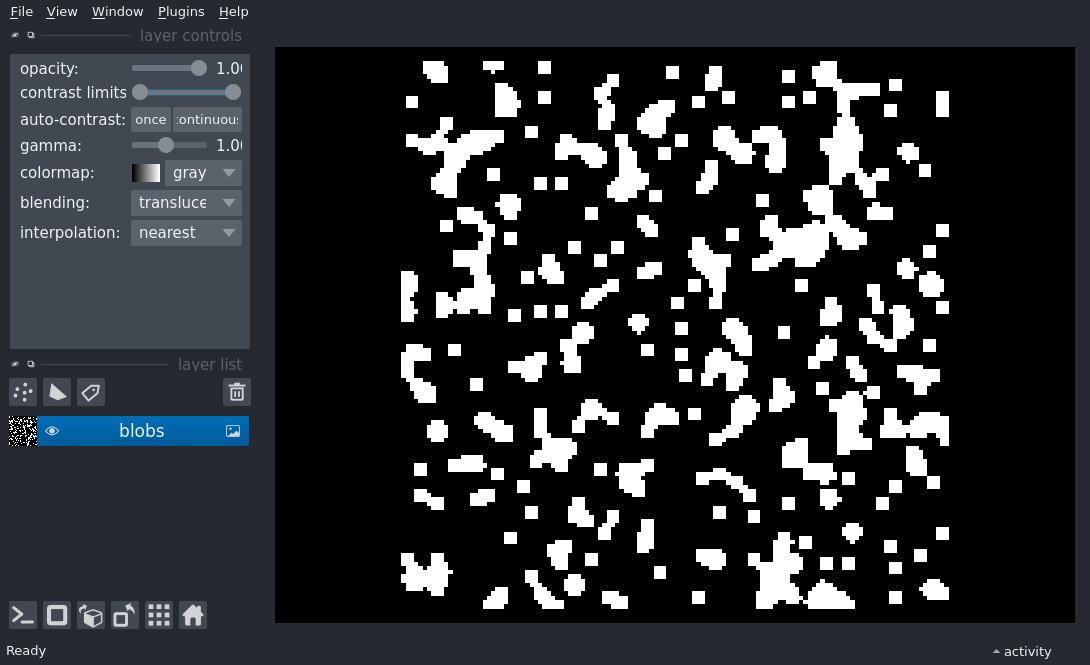 File View Window Plugins Help
layer controls
opacity: 1.0
contrast limits
auto-contrast: once continuous
gamma: 1.0
colormap: gray
blending: transluce
interpolation: nearest
layer list
blobs
Ready
activity